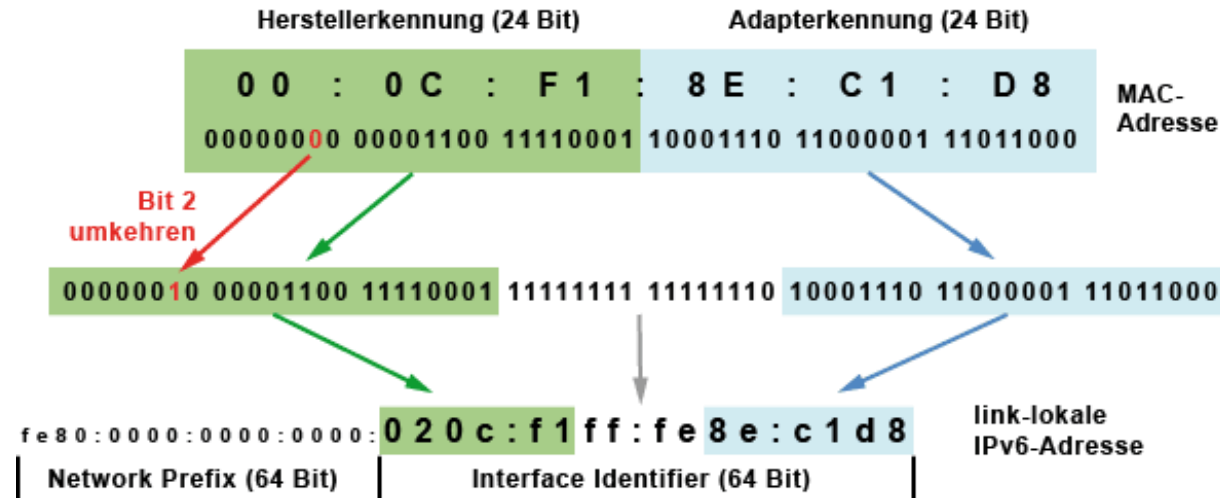 Herstellerkennung (24 Bit) Adapterkennung (24 Bit)
00 : 0C : F1 : 8E : C1 : D8
MAC-
Adresse
00000000 00001100 11110001 10001110 11000001 11011000
Bit 2
umkehren
00000010 00001100 11110001 11111111 11111110 10001110 11000001 11011000
fe80:0000:0000:0000:020c:f1ff:fe8e:c1d8
link-lokale
IPv6-Adresse
Network Prefix (64 Bit) Interface Identifier (64 Bit)